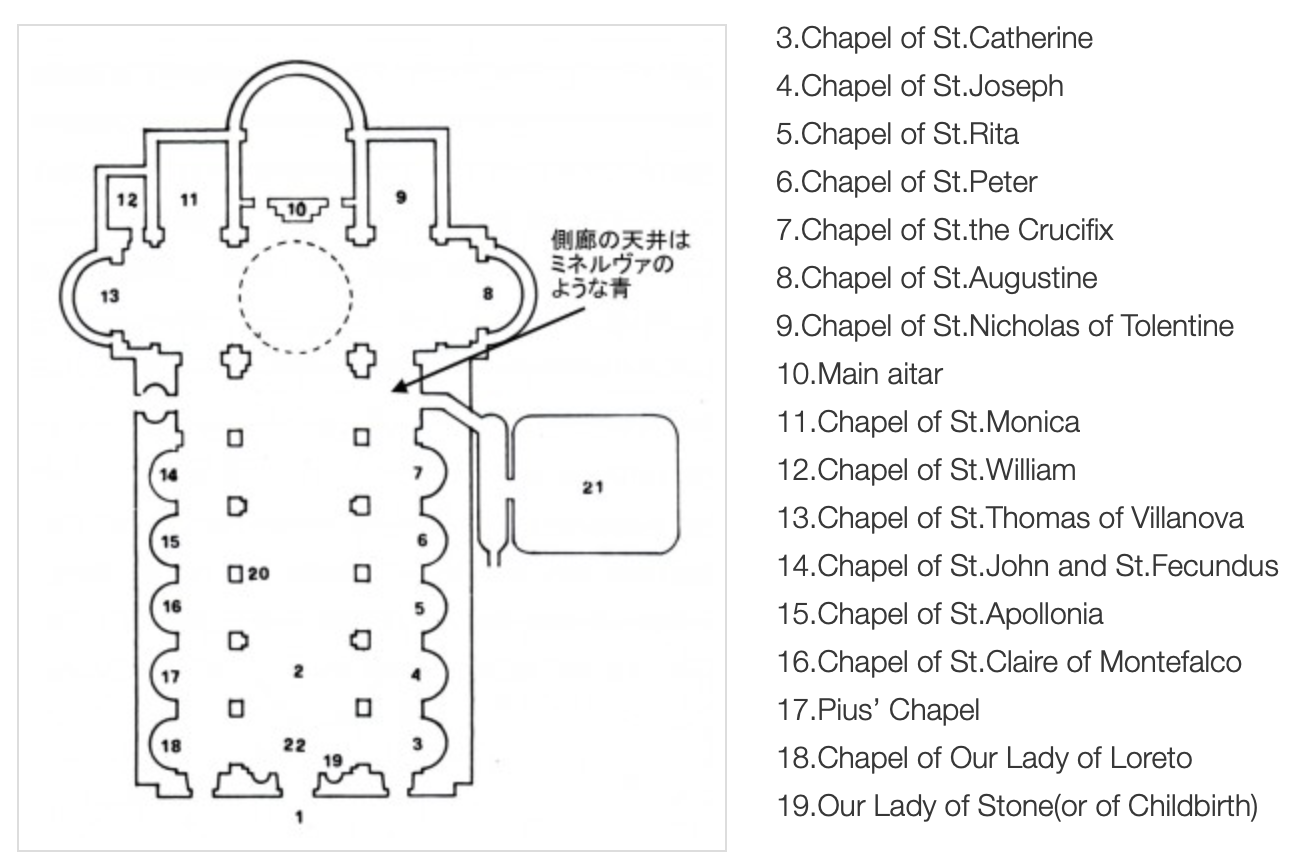 12
11
9
10
側廊の天井は
ミネルヴァの
ような青
13
8
14
7
21
15
6
20
16
5
2
17
4
22
18
3
19
1
3.Chapel of St.Catherine
4.Chapel of St.Joseph
5.Chapel of St.Rita
6.Chapel of St.Peter
7.Chapel of St.the Crucifix
8.Chapel of St.Augustine
9.Chapel of St.Nicholas of Tolentine
10.Main aitar
11.Chapel of St.Monica
12.Chapel of St.William
13.Chapel of St.Thomas of Villanova
14.Chapel of St.John and St.Fecundus
15.Chapel of St.Apollonia
16.Chapel of St.Claire of Montefalco
17.Pius’ Chapel
18.Chapel of Our Lady of Loreto
19.Our Lady of Stone(or of Childbirth)